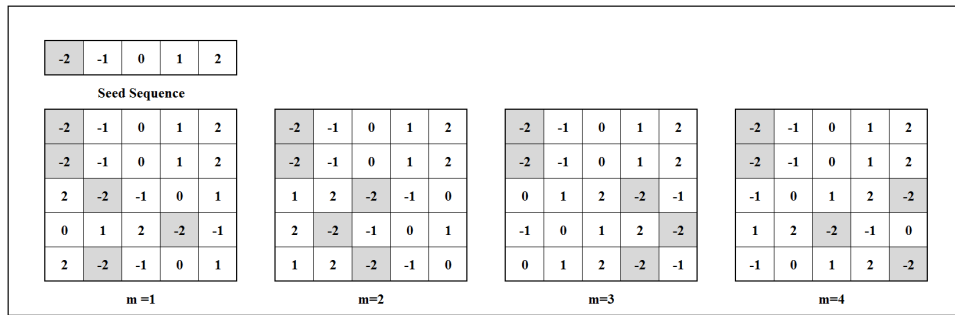 -2 -1 0 1 2
Seed Sequence
-2 -1 0 1 2 -2 -1 0 1 2 -2 -1 0 1 2 -2 -1 0 1 2
-2 -1 0 1 2 -2 -1 0 1 2 -2 -1 0 1 2 -2 -1 0 1 2
2 -2 -1 0 1 1 2 -2 -1 0 0 1 2 -2 -1 -1 0 1 2 -2
0 1 2 -2 -1 2 -2 -1 0 1 -1 0 1 2 -2 1 2 -2 -1 0
2 -2 -1 0 1 1 2 -2 -1 0 0 1 2 -2 -1 -1 0 1 2 -2
m =1 m=2 m=3 m=4